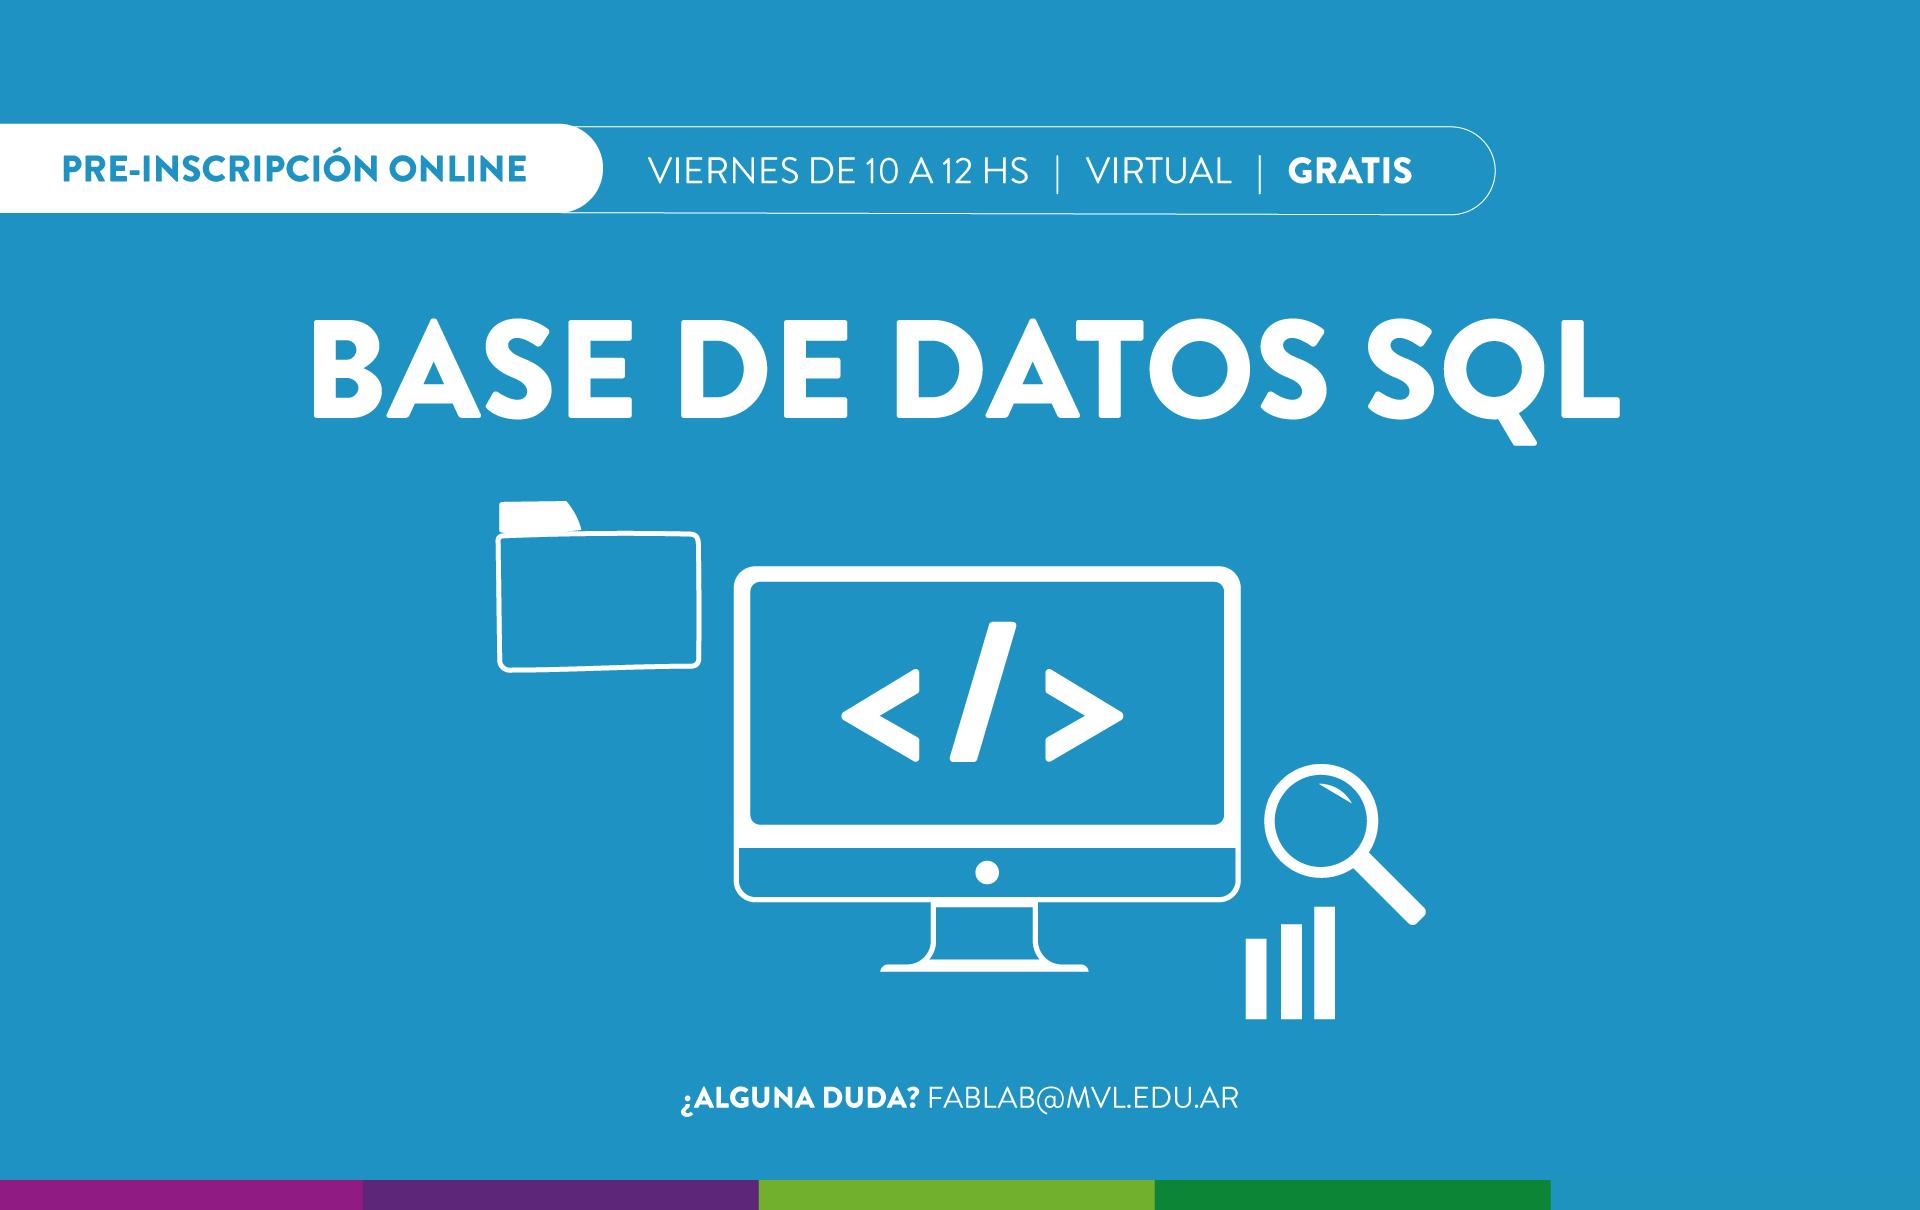 PRE-INSCRIPCIÓN ONLINE
VIERNES DE 10 A 12 HS | VIRTUAL | GRATIS
BASE DE DATOS SQL
</>
¿ALGUNA DUDA? FABLAB@MVL.EDU.AR